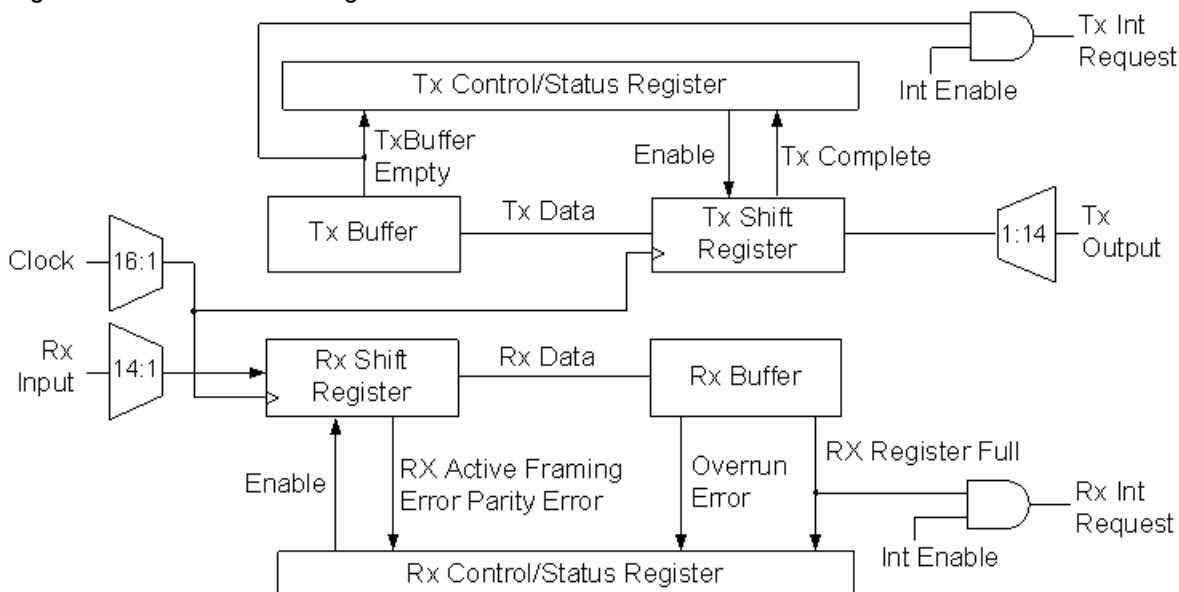 Tx Int
Request
Int Enable
Tx Control/Status Register
TxBuffer
Empty
Enable
Tx Complete
Tx Buffer
Tx Data
Tx Shift
Register
1:14
Tx
Output
Clock
16:1
Rx
Input
14:1
Rx Shift
Register
Rx Data
Rx Buffer
Enable
RX Active Framing
Error Parity Error
Overrun
Error
RX Register Full
Rx Int
Request
Int Enable
Rx Control/Status Register